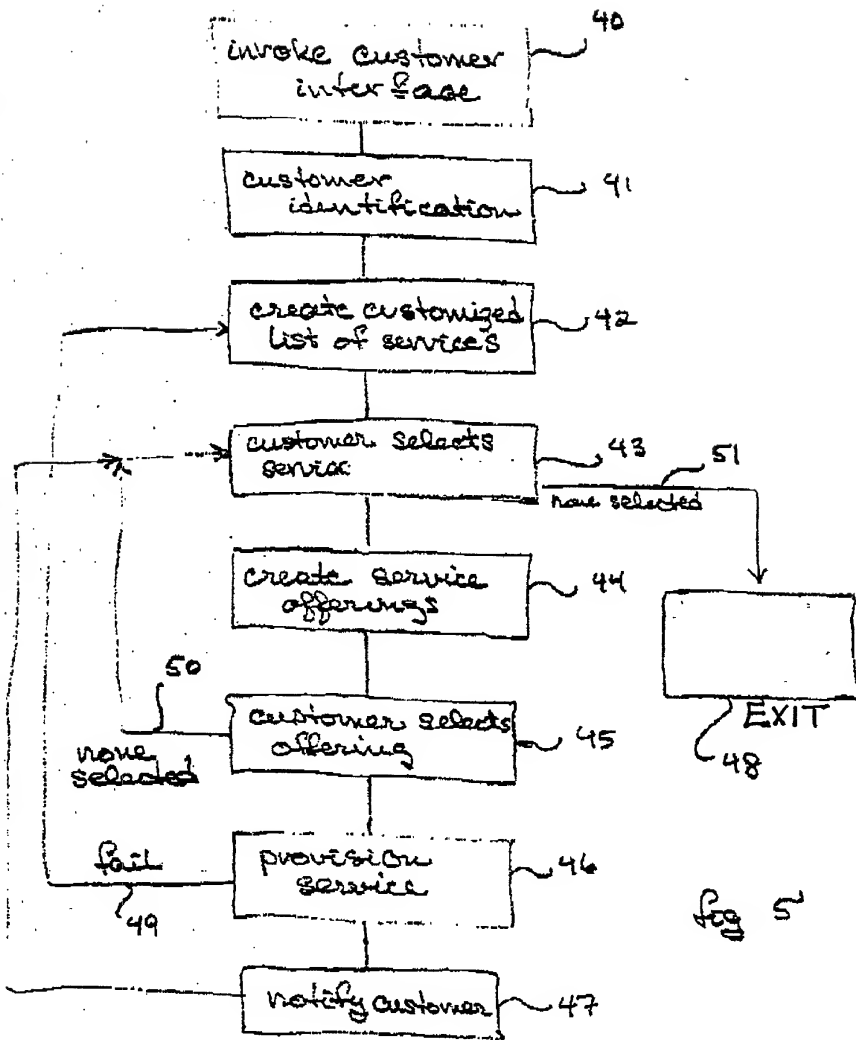 40
invoke customer
interface
customer
identification
41
create customized
list of services
42
customer selects
service
43
51
none selected
create service
offerings
44
50
customer selects
offering
45
none
selected
EXIT
48
fail
49
provision
service
46
fig 5
notify customer
47